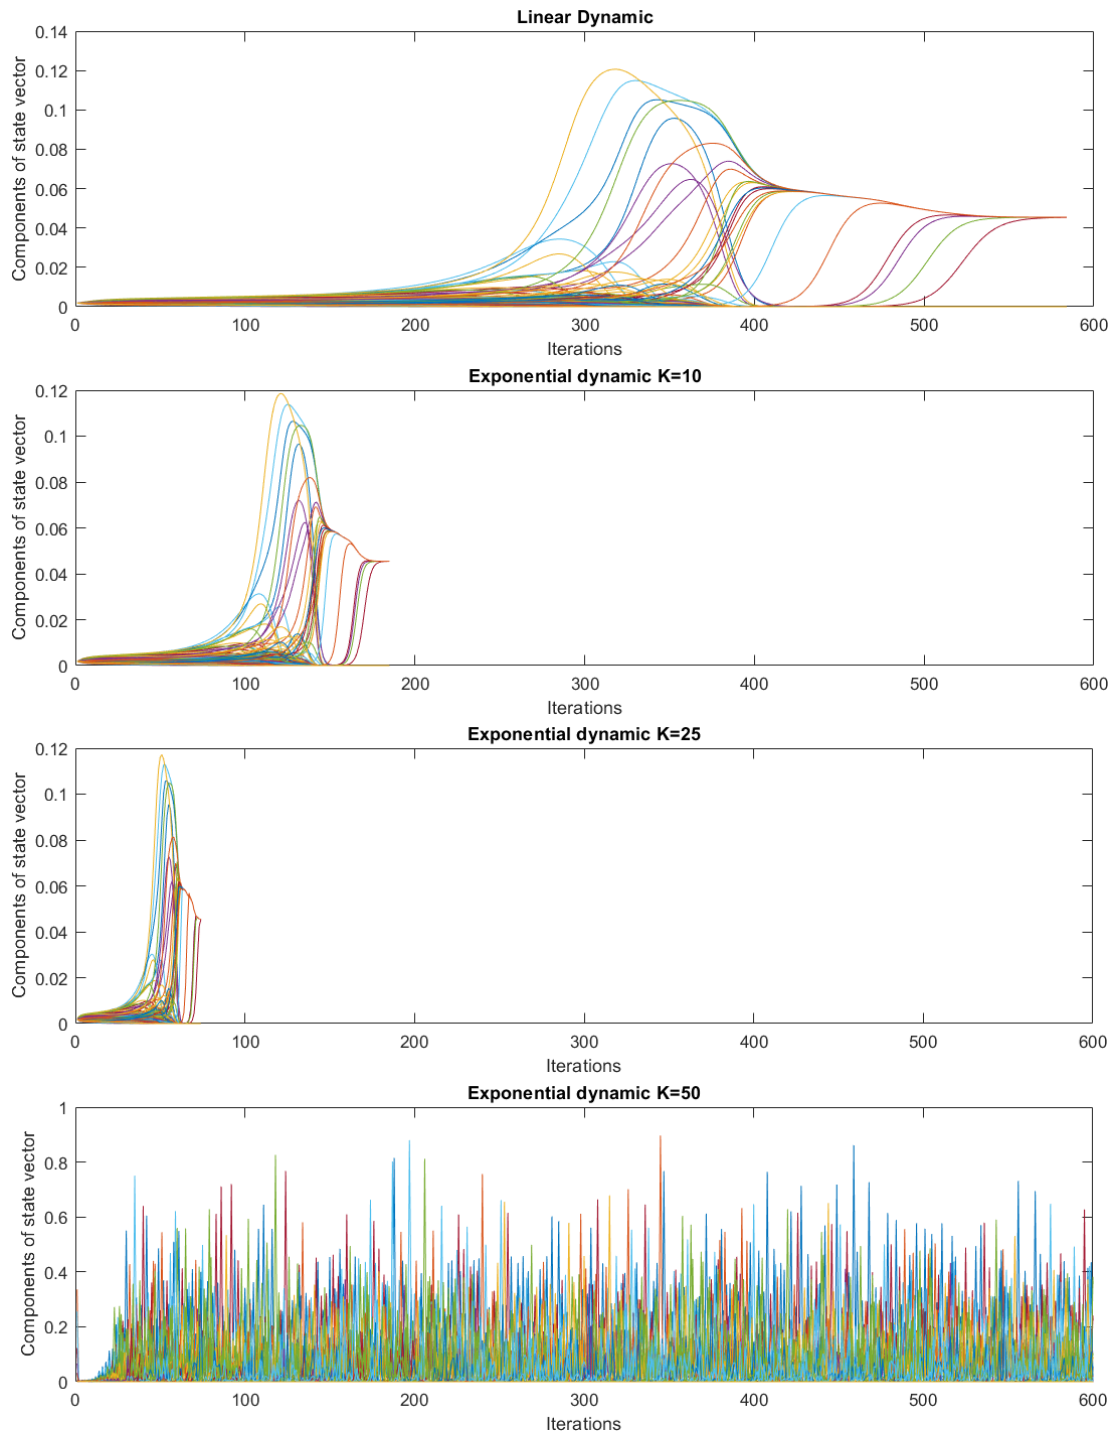 Linear Dynamic
Components of state vector
0.14
0.12
0.1
0.08
0.06
0.04
0.02
0
0 100 200 300 400 500 600
Iterations
Exponential dynamic K=10
Components of state vector
0.12
0.1
0.08
0.06
0.04
0.02
0
0 100 200 300 400 500 600
Iterations
Exponential dynamic K=25
Components of state vector
0.12
0.1
0.08
0.06
0.04
0.02
0
0 100 200 300 400 500 600
Iterations
Exponential dynamic K=50
Components of state vector
1
0.8
0.6
0.4
0.2
0
0 100 200 300 400 500 600
Iterations